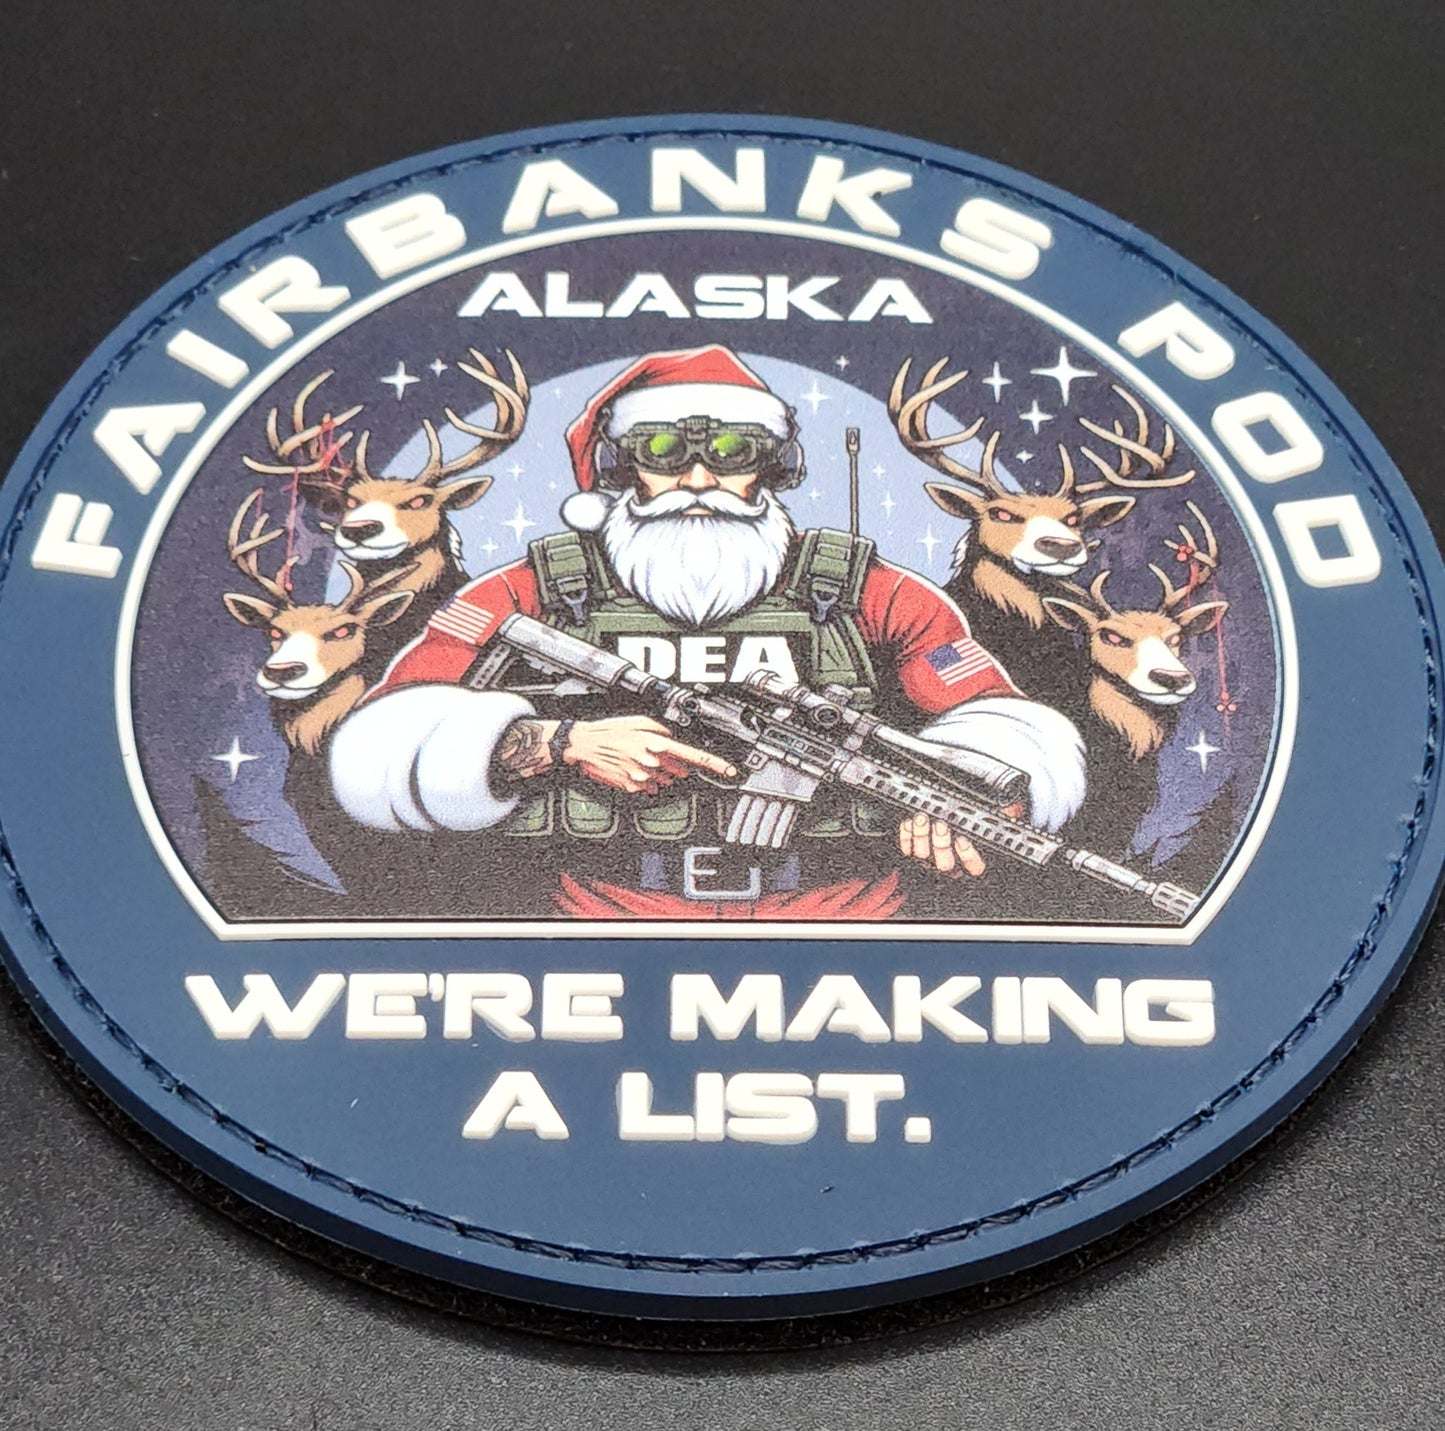 FAIRBANKS POD
ALASKA
DEA
WE'RE MAKING
A LIST.